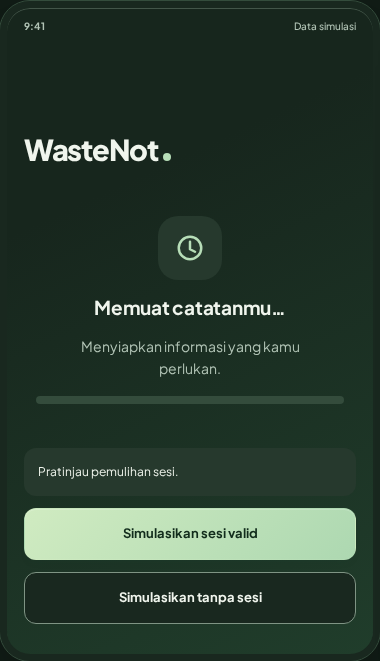 9:41 Data simulasi
WasteNot.
Memuat catatanmu…
Menyiapkan informasi yang kamu
perlukan.
Pratinjau pemulihan sesi.
Simulasikan sesi valid
Simulasikan tanpa sesi